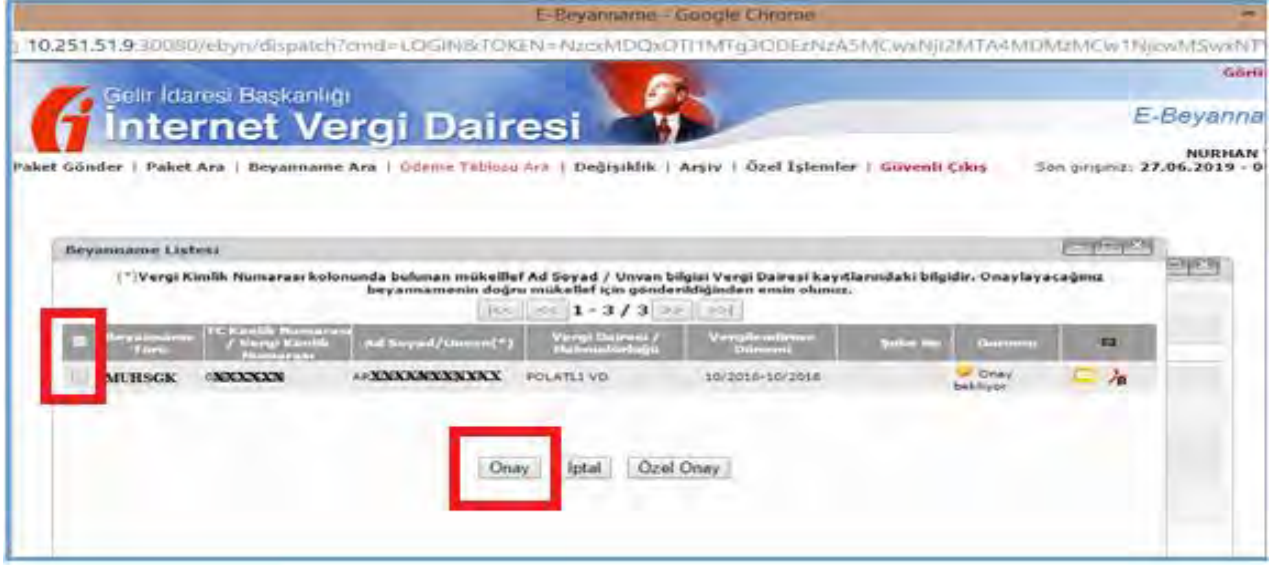 E-Beyanname - Google Chrome
10.251.51.9:30080/ebyn/dispatch?cmd=LOGIN&TOKEN=
Gelir İdaresi Başkanlığı
İnternet Vergi Dairesi
E-Beyanna
Paket Gönder | Paket Ara | Beyanname Ara | Ödeme Tablosu Ara | Değişiklik | Arşiv | Özel İşlemler | Güvenli Çıkış
NURHAN
Son girişiniz: 27.06.2019 - 0
Beyanname Listesi
(*)Vergi Kimlik Numarası kolonunda bulunan mükellef Ad Soyad / Unvan bilgisi Vergi Dairesi kayıtlarındaki bilgidir. Onaylayacağınız
beyannamenin doğru mükellef için gönderildiğinden emin olunuz.
|<< << 1 - 3 / 3 >> >>|
Beyanname Türü TC Kimlik Numarası / Vergi Kimlik Numarası Ad Soyad/Unvan(*) Vergi Dairesi / Vergilendirme Dönemi Şube No Durumu
MUHSGK 0XXXXXX APXXXXXXXXXXX POLATLI VD. 10/2016-10/2016 Onay bekliyor
Onay İptal Özel Onay